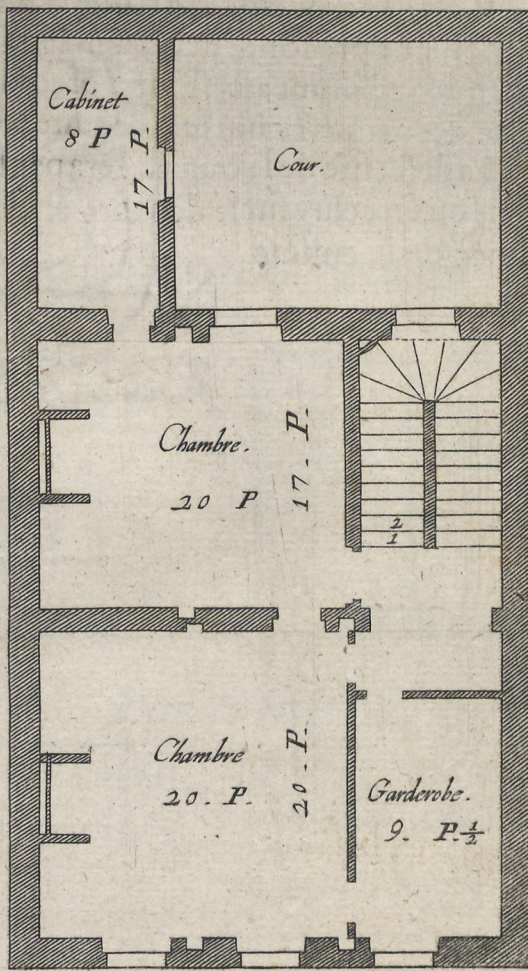 Cabinet
8 P
17. P.
Cour.
Chambre.
20 P
17. P.
2
1
Chambre
20. P.
20. P.
Garderobe.
9. P. 1/2